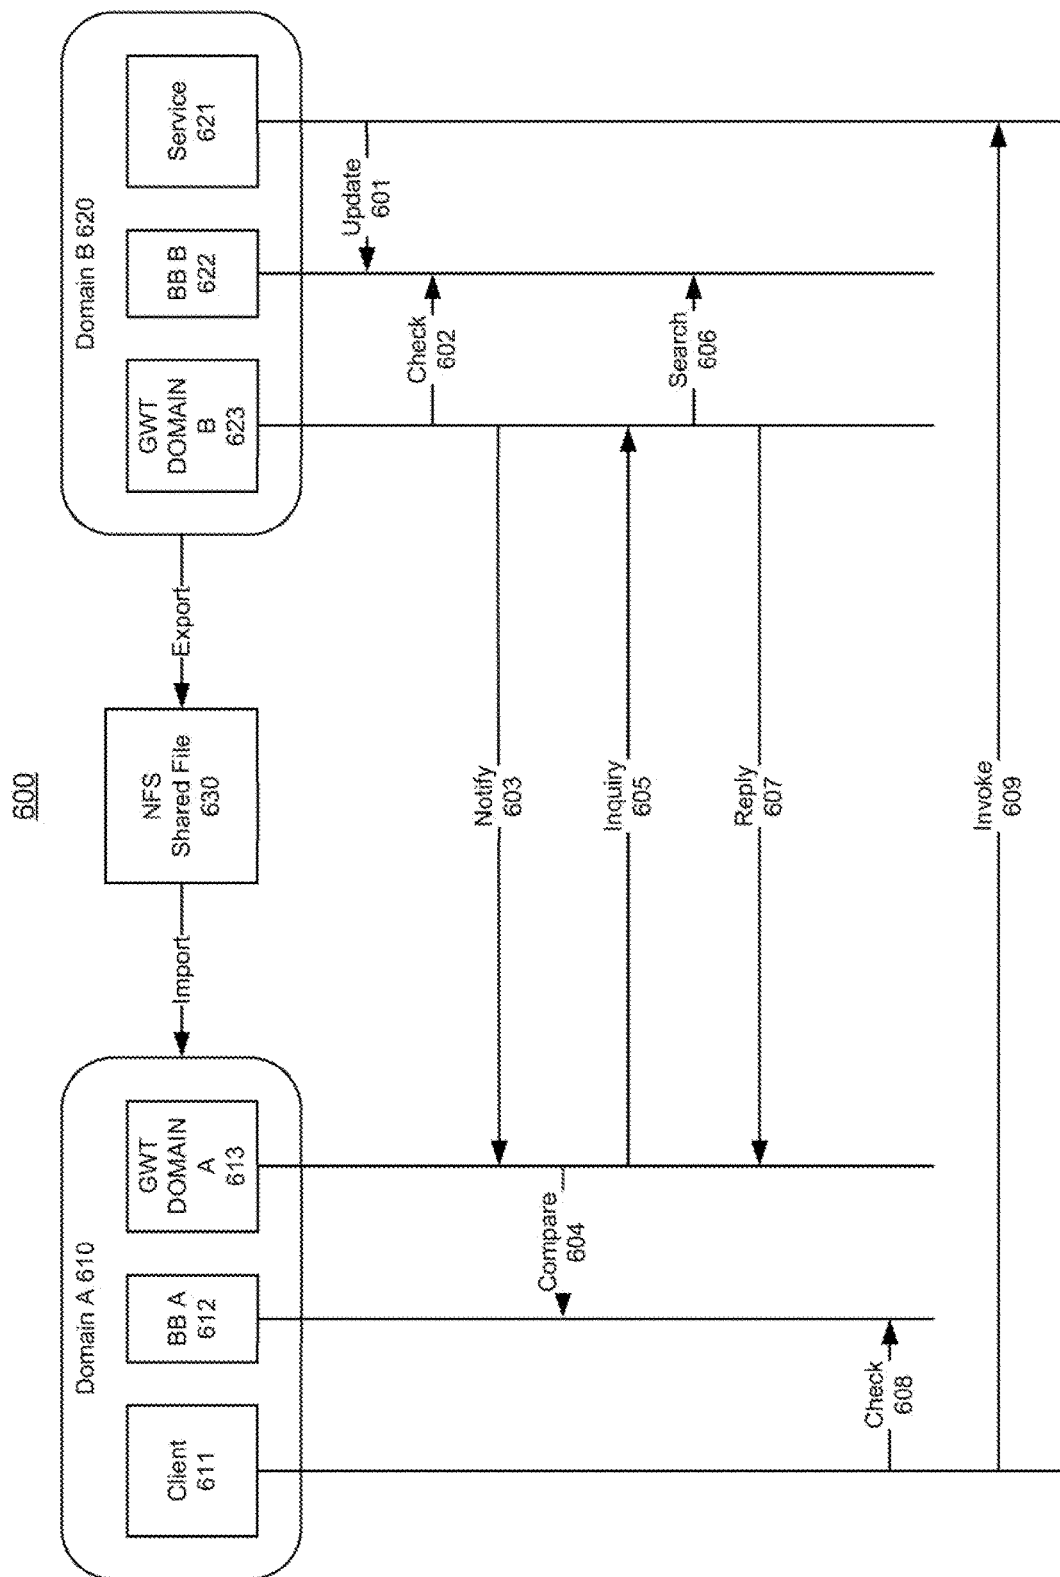 600
Domain A 610
Client
611
BB A
612
GWT
DOMAIN
A
613
Import
NFS
Shared File
630
Export
Domain B 620
GWT
DOMAIN
B
623
BB B
622
Service
621
Update
601
Check
602
Notify
603
Compare
604
Inquiry
605
Search
606
Reply
607
Check
608
Invoke
609